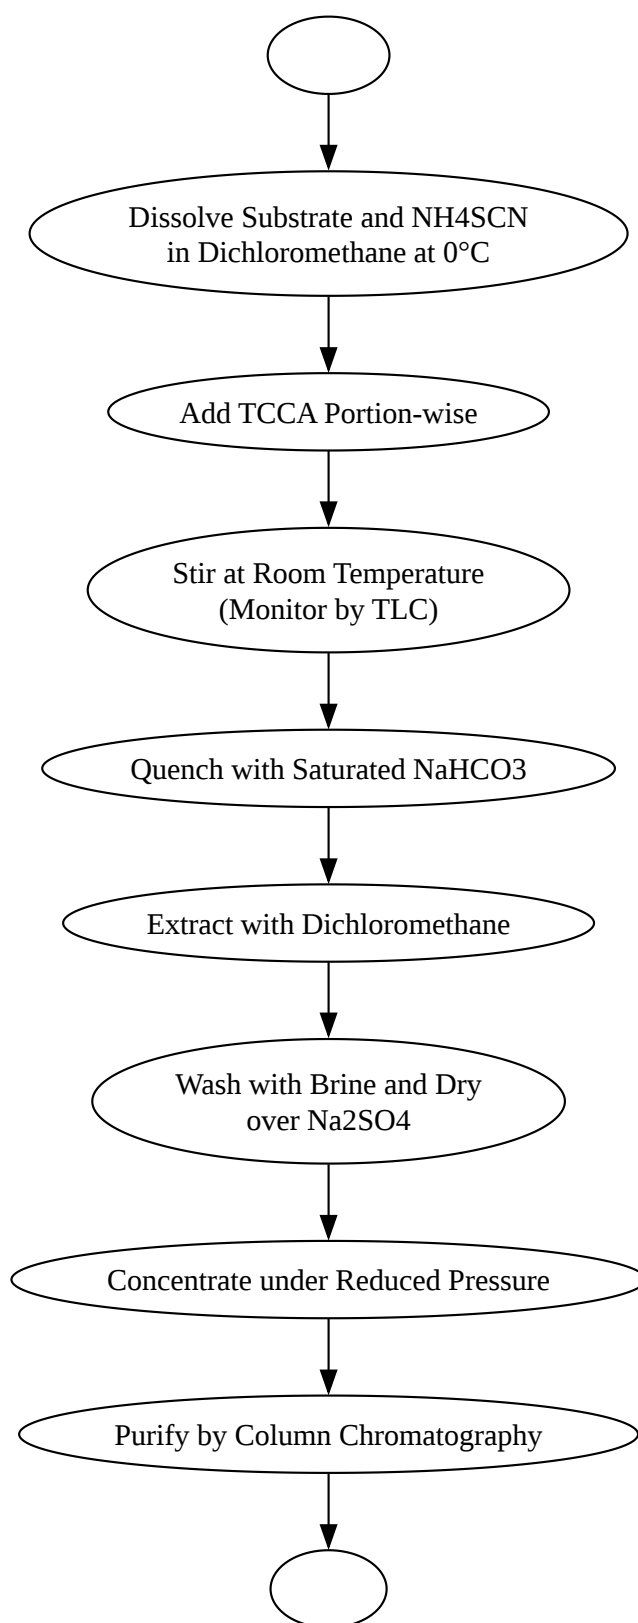 Dissolve Substrate and NH4SCN
in Dichloromethane at 0°C
Add TCCA Portion-wise
Stir at Room Temperature
(Monitor by TLC)
Quench with Saturated NaHCO3
Extract with Dichloromethane
Wash with Brine and Dry
over Na2SO4
Concentrate under Reduced Pressure
Purify by Column Chromatography